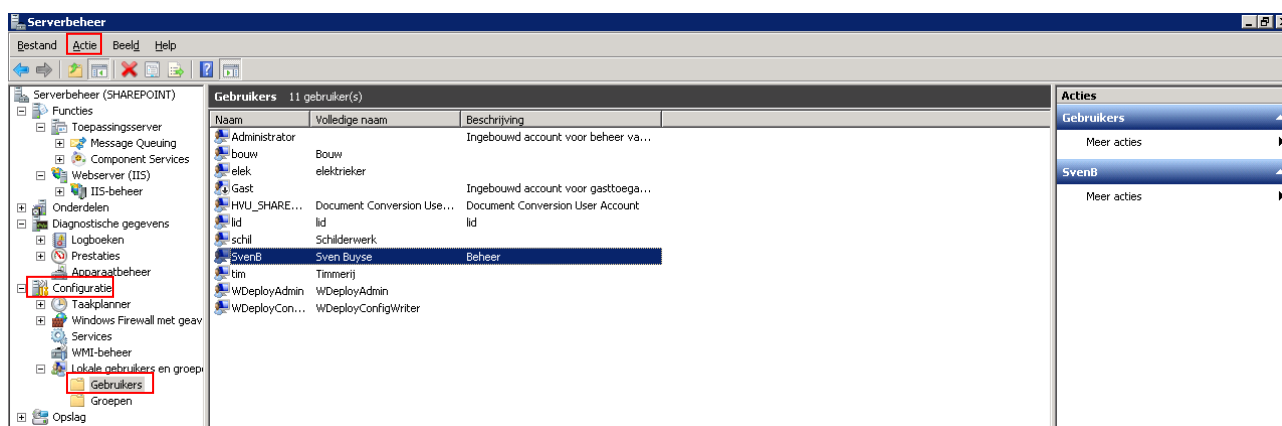 Serverbeheer
Bestand Actie Beeld Help
Serverbeheer (SHAREPOINT)
Functies
Toepassingsserver
Message Queuing
Component Services
Webserver (IIS)
IIS-beheer
Onderdelen
Diagnostische gegevens
Logboeken
Prestaties
Apparaatbeheer
Configuratie
Taakplanner
Windows Firewall met geav
Services
WMI-beheer
Lokale gebruikers en groep
Gebruikers
Groepen
Opslag
Gebruikers 11 gebruiker(s)
Naam Volledige naam Beschrijving
Administrator Ingebouwd account voor beheer va...
bouw Bouw
elek elektrieker
Gast Ingebouwd account voor gasttoega...
HVU_SHARE... Document Conversion Use... Document Conversion User Account
lid lid lid
schil Schilderwerk
SvenB Sven Buyse Beheer
tim Timmerij
WDeployAdmin WDeployAdmin
WDeployCon... WDeployConfigWriter
Acties
Gebruikers
Meer acties
SvenB
Meer acties